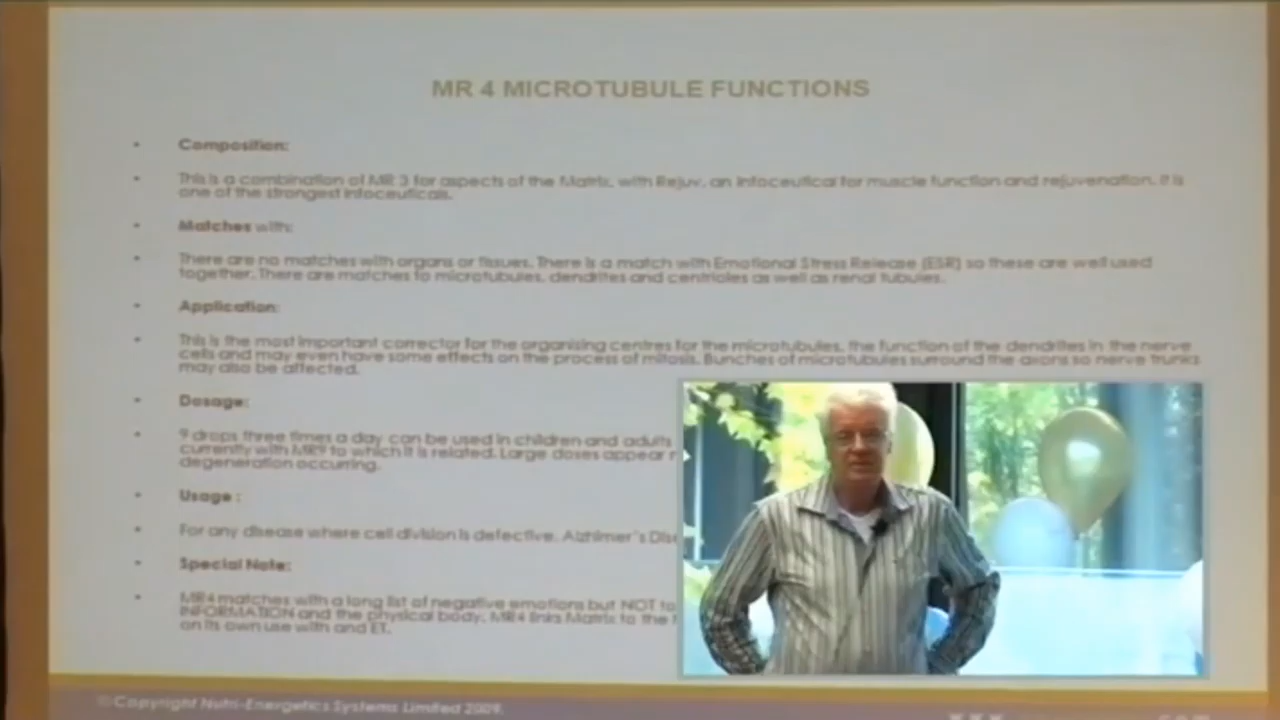 MR 4 MICROTUBULE FUNCTIONS
• Composition:
• This is a combination of MR 3 for aspects of the Matrix, with Rejuv, an infoceutical for muscle function and rejuvenation. It is
one of the strongest infoceuticals.
• Matches with:
• There are no matches with organs or tissues. There is a match with Emotional Stress Release (ESR) so these are well used
together. There are matches to microtubules, dendrites and centrioles as well as renal tubules.
• Application:
• This is the most important corrector for the organising centres for the microtubules, the function of the dendrites in the nerve
cells and may even have some effects on the process of mitosis. Bunches of microtubules surround the axons so nerve trunks
may also be affected.
• Dosage:
• 9 drops three times a day can be used in children and adults
currently with MR9 to which it is related. Large doses appear
degeneration occurring.
• Usage :
• For any disease where cell division is defective. Alzhimer's
• Special Note:
• MR4 matches with a long list of negative emotions but NOT to
INFORMATION and the physical body. MR4 links Matrix to the
on its own use with and ET.
© Copyright Nutri-Energetics Systems Limited 2009.